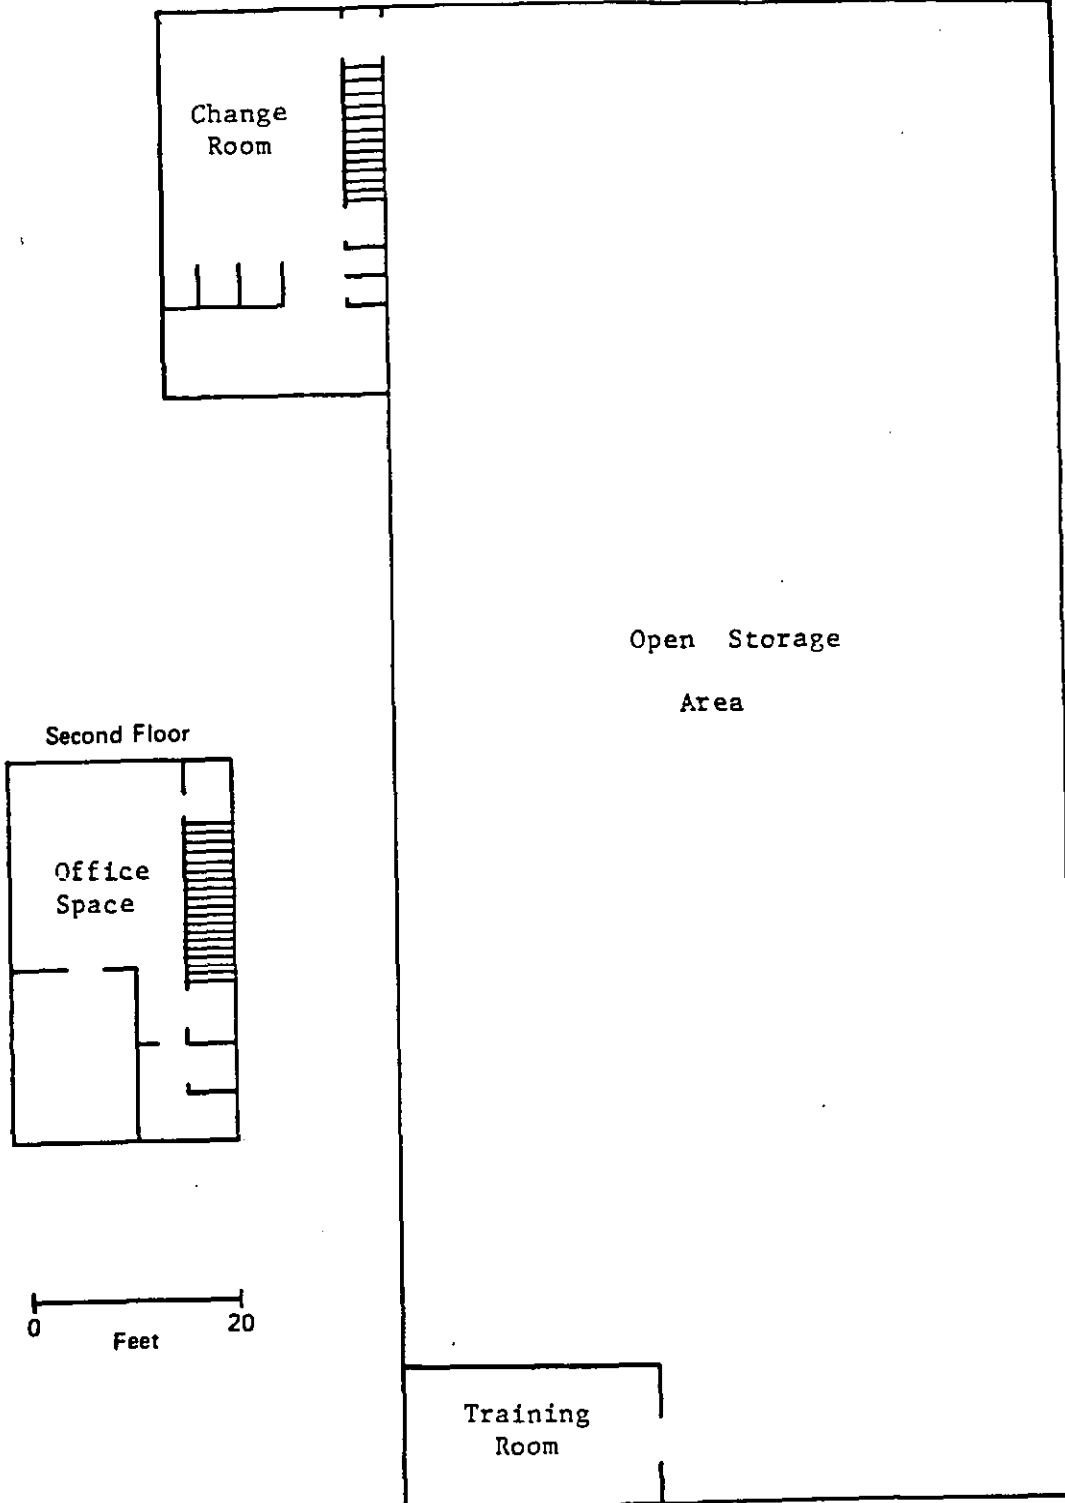 Change
Room
Open Storage
Area
Second Floor
Office
Space
0 20
Feet
Training
Room